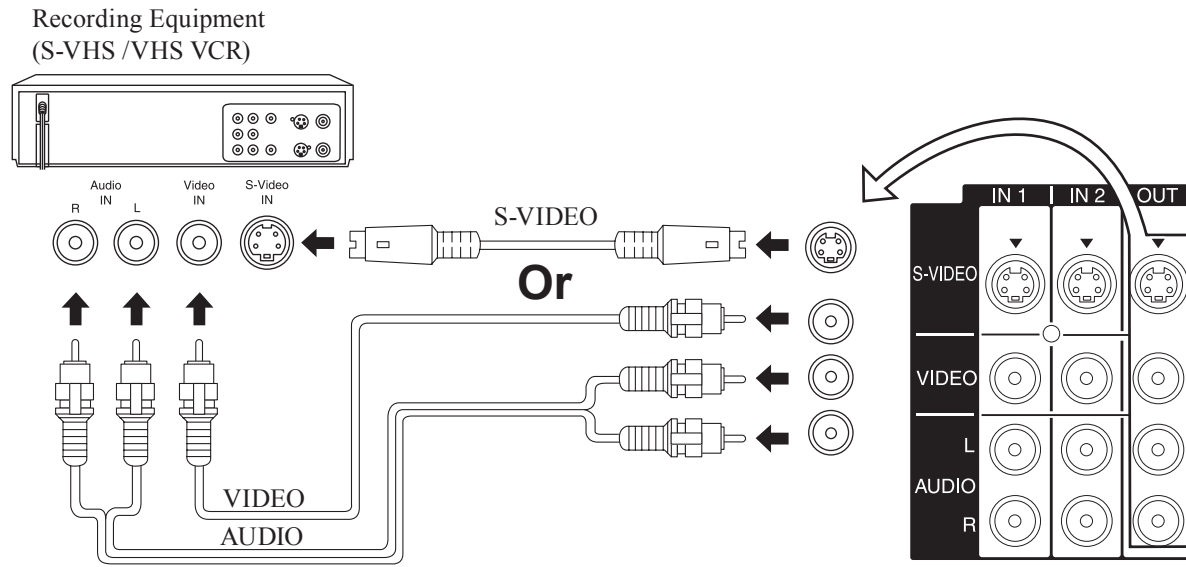 Recording Equipment
(S-VHS /VHS VCR)
Audio
IN
R
L
Video
IN
S-Video
IN
S-VIDEO
Or
VIDEO
AUDIO
IN 1
IN 2
OUT
S-VIDEO
VIDEO
L
AUDIO
R